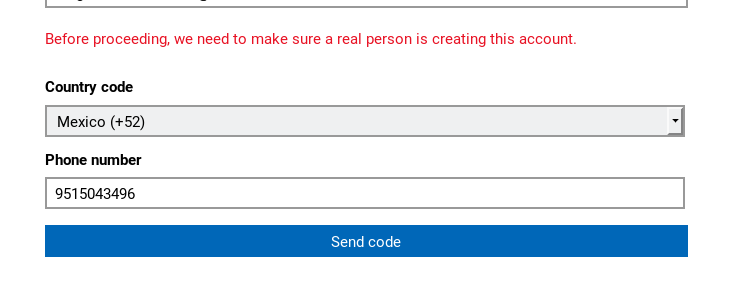 Before proceeding, we need to make sure a real person is creating this account.
Country code
Mexico (+52)
Phone number
9515043496
Send code